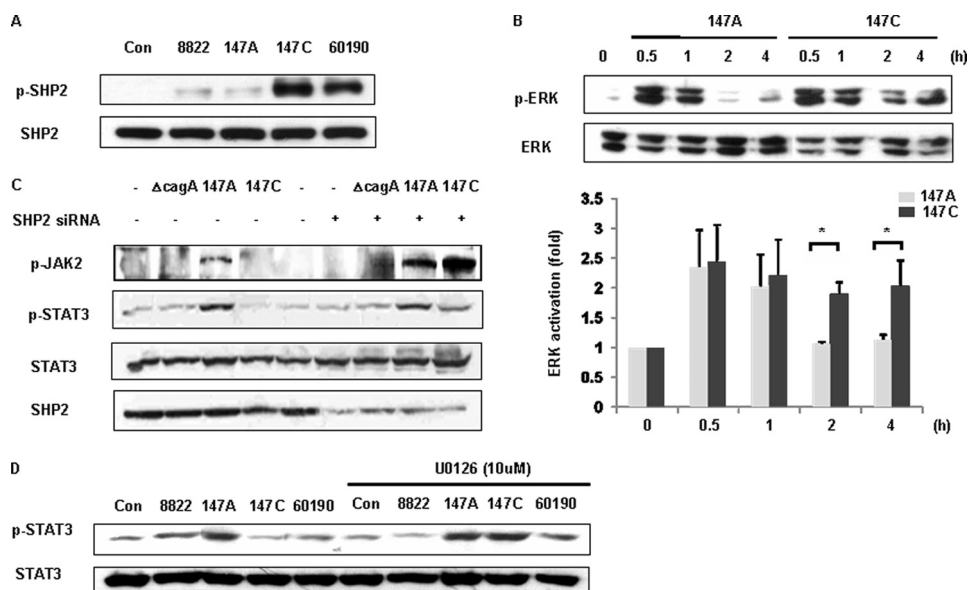 A
Con 8822 147A 147C 60190
p-SHP2
SHP2
B
147A 147C
0 0.5 1 2 4 0.5 1 2 4 (h)
p-ERK
ERK
C
- ΔcagA 147A 147C - - ΔcagA 147A 147C
SHP2 siRNA - - - - - + + + +
p-JAK2
p-STAT3
STAT3
SHP2
147A
147C
* *
ERK activation (fold)
3.5
3
2.5
2
1.5
1
0.5
0
0 0.5 1 2 4 (h)
D
U0126 (10uM)
Con 8822 147A 147C 60190 Con 8822 147A 147C 60190
p-STAT3
STAT3